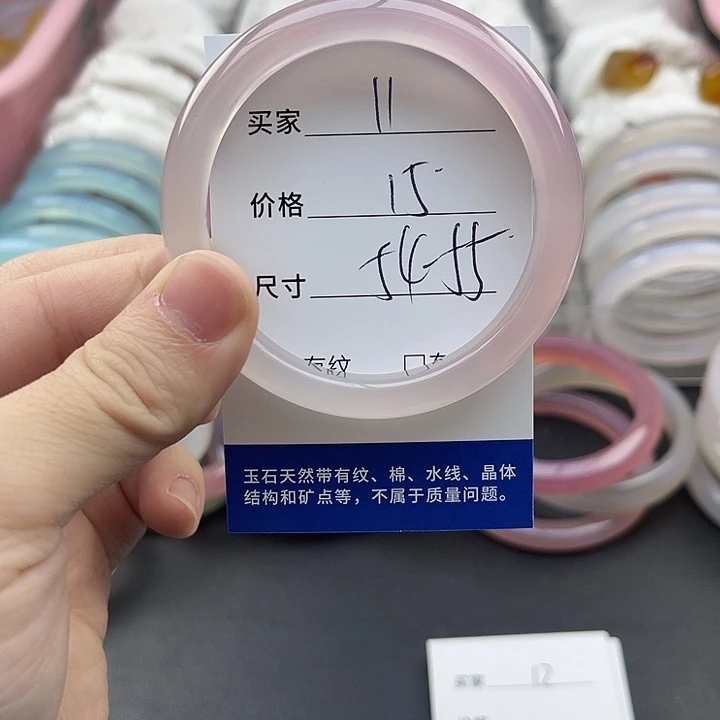 买家 11
价格 15
尺寸 54-55
有纹
玉石天然带有纹、棉、水线、晶体
结构和矿点等，不属于质量问题。
买家 12